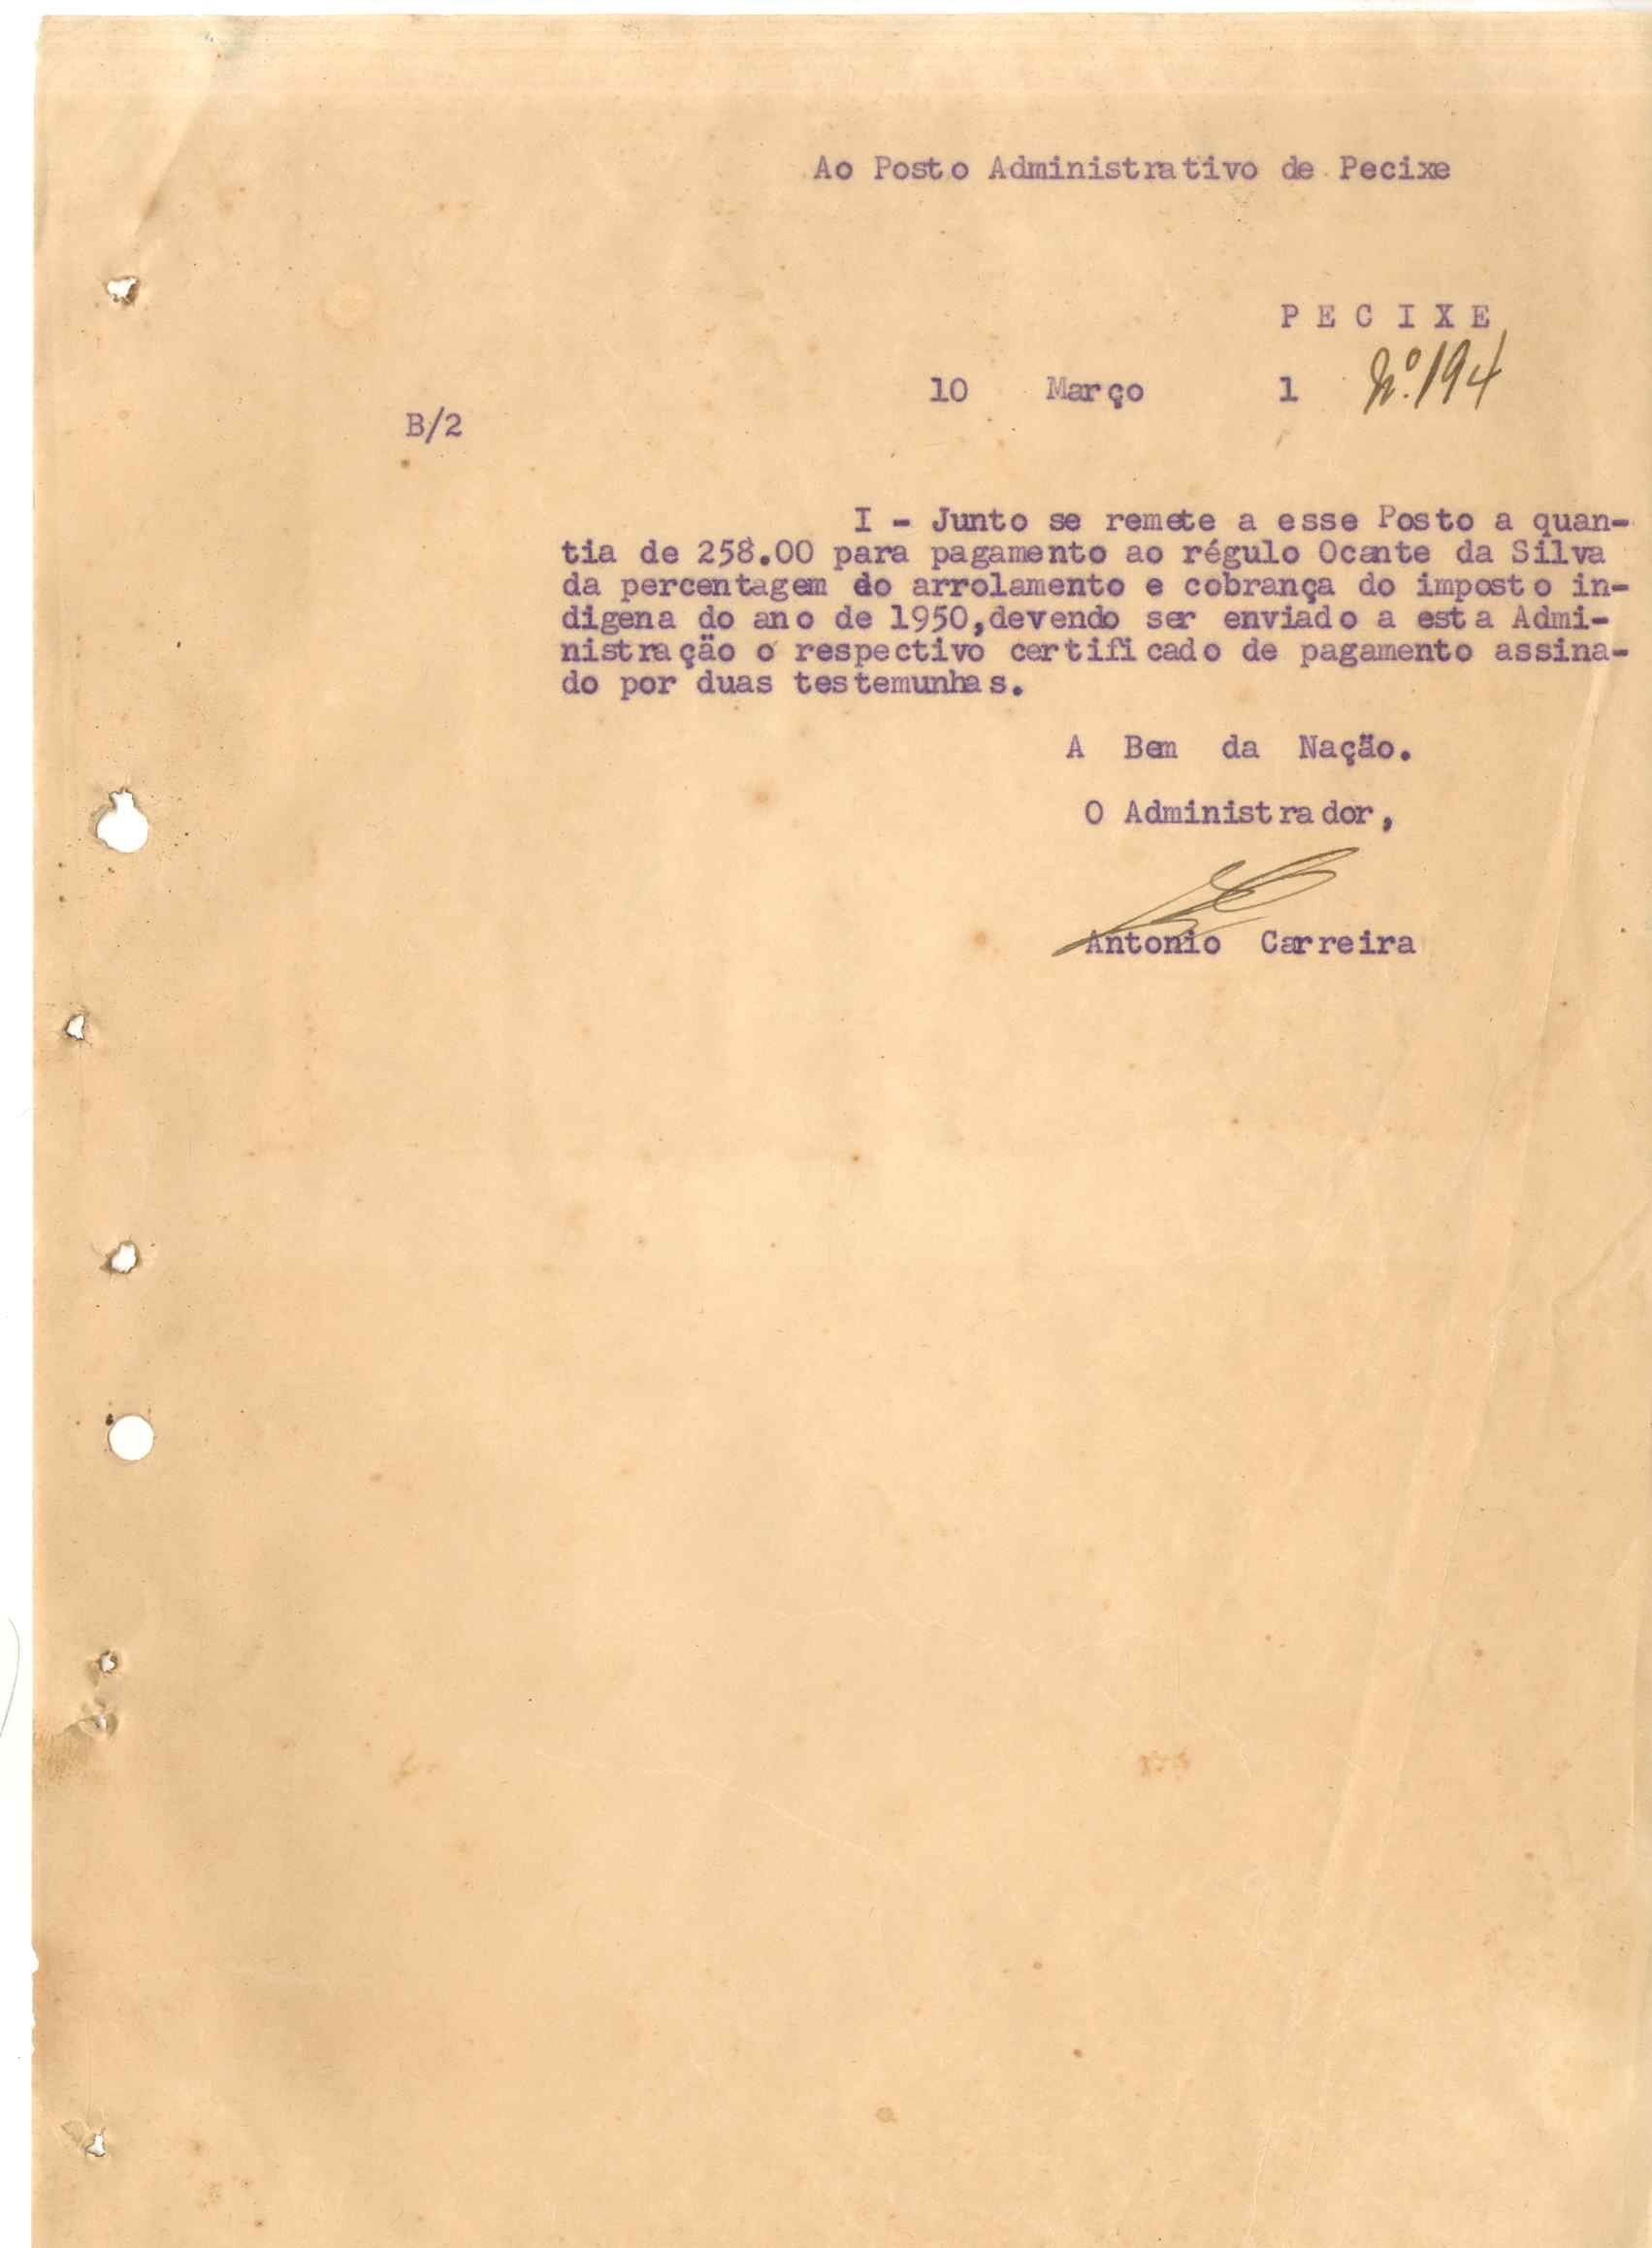 Ao Posto Administrativo de Pecixe
P E C I X E
10 Março 1 Nº.194
B/2
I - Junto se remete a esse Posto a quan-
tia de 258.00 para pagamento ao régulo Ocante da Silva
da percentagem do arrolamento e cobrança do imposto in-
digena do ano de 1950,devendo ser enviado a esta Admi-
nistração o respectivo certificado de pagamento assina-
do por duas testemunhas.
A Bem da Nação.
O Administrador,
Antonio Carreira